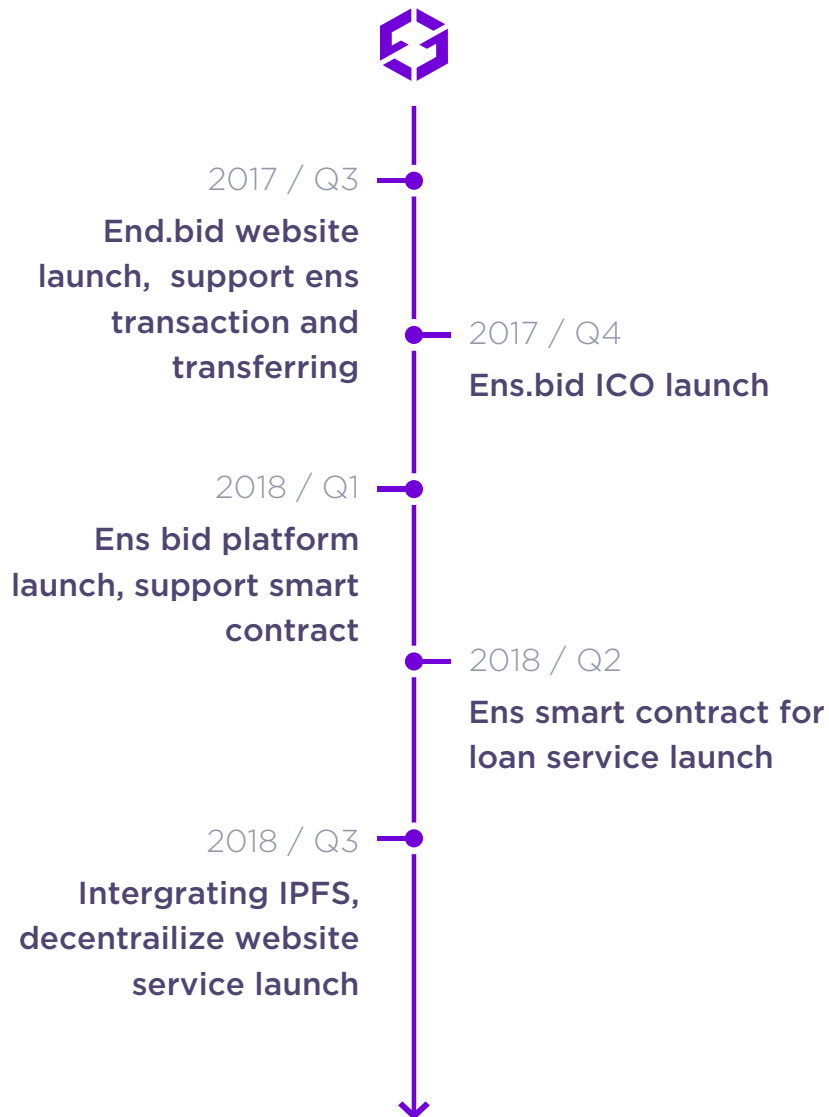 2017 / Q3
End.bid website
launch,  support ens
transaction and
transferring
2017 / Q4
Ens.bid ICO launch
2018 / Q1
Ens bid platform
launch, support smart
contract
2018 / Q2
Ens smart contract for
loan service launch
2018 / Q3
Intergrating IPFS,
decentrailize website
service launch